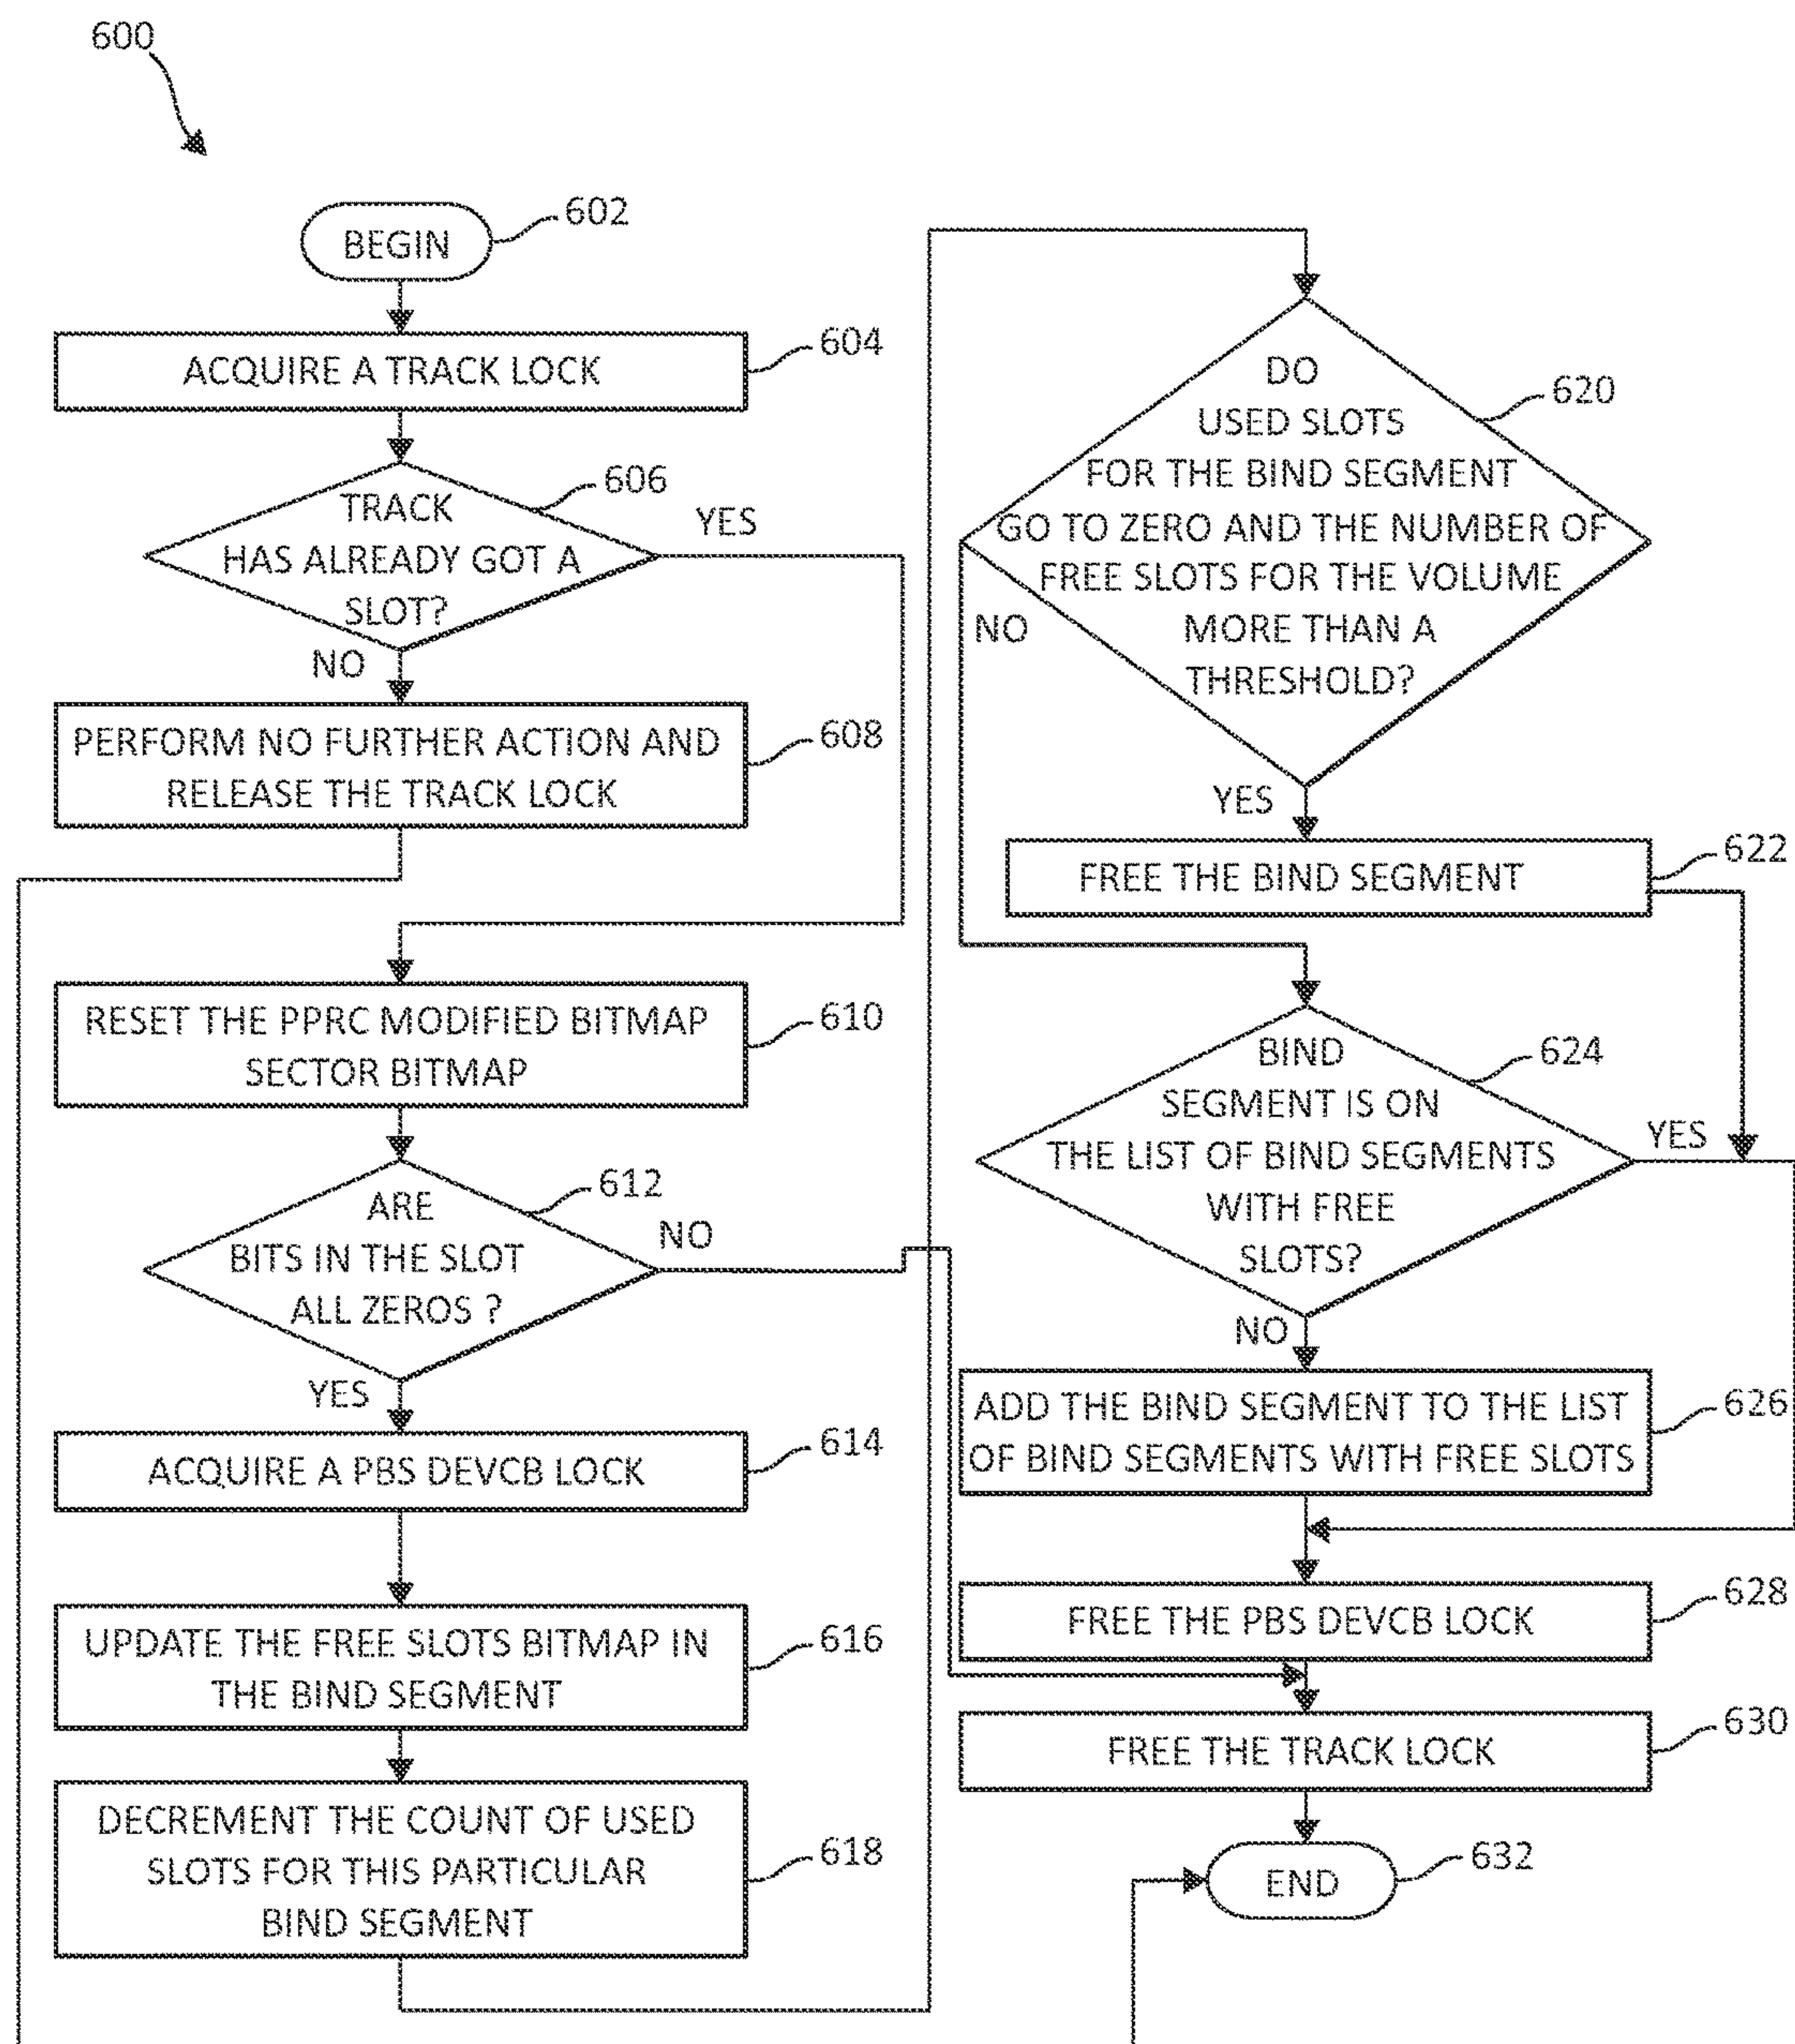 600
BEGIN
602
ACQUIRE A TRACK LOCK
604
TRACK
HAS ALREADY GOT A
SLOT?
606
YES
NO
PERFORM NO FURTHER ACTION AND
RELEASE THE TRACK LOCK
608
RESET THE PPRC MODIFIED BITMAP
SECTOR BITMAP
610
ARE
BITS IN THE SLOT
ALL ZEROS ?
612
NO
YES
ACQUIRE A PBS DEVCB LOCK
614
UPDATE THE FREE SLOTS BITMAP IN
THE BIND SEGMENT
616
DECREMENT THE COUNT OF USED
SLOTS FOR THIS PARTICULAR
BIND SEGMENT
618
DO
USED SLOTS
FOR THE BIND SEGMENT
GO TO ZERO AND THE NUMBER OF
FREE SLOTS FOR THE VOLUME
MORE THAN A
THRESHOLD?
620
NO
YES
FREE THE BIND SEGMENT
622
BIND
SEGMENT IS ON
THE LIST OF BIND SEGMENTS
WITH FREE
SLOTS?
624
YES
NO
ADD THE BIND SEGMENT TO THE LIST
OF BIND SEGMENTS WITH FREE SLOTS
626
FREE THE PBS DEVCB LOCK
628
FREE THE TRACK LOCK
630
END
632